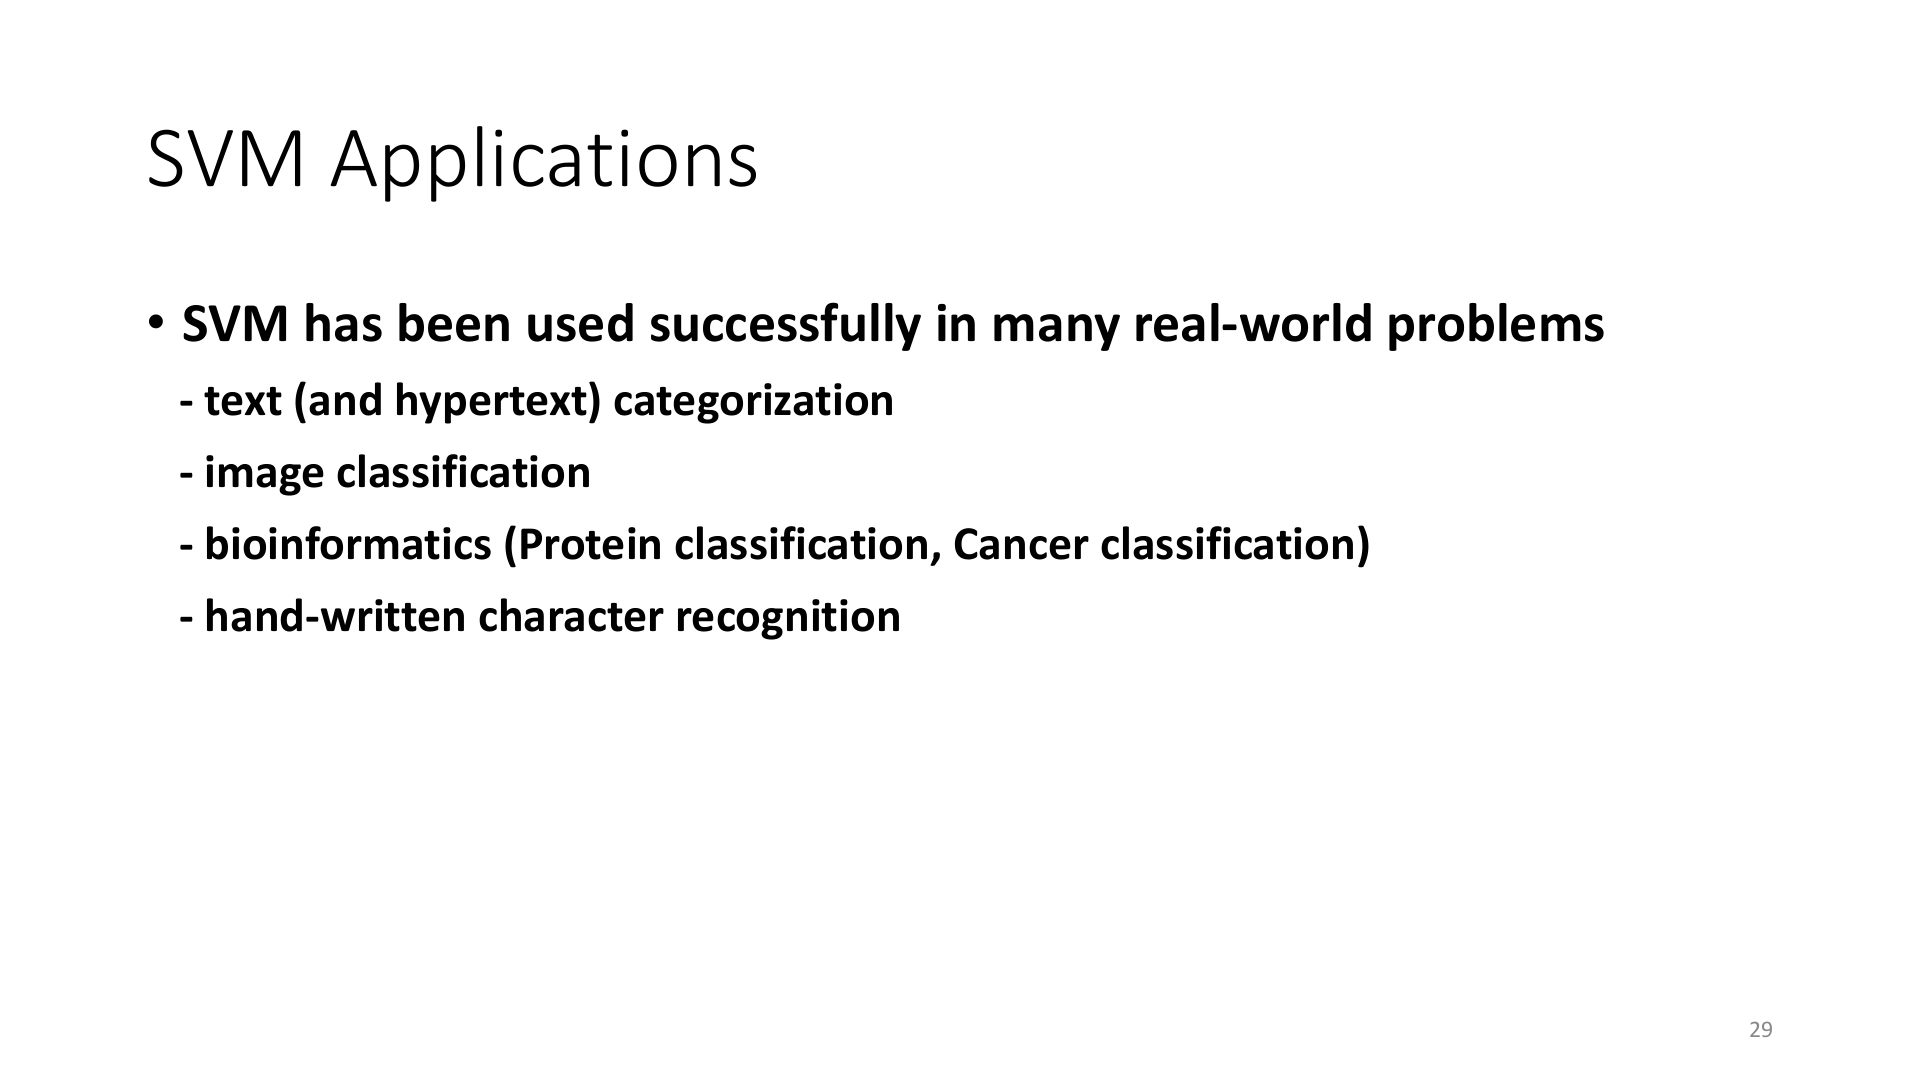 SVM Applications
• SVM has been used successfully in many real-world problems
- text (and hypertext) categorization
- image classification
- bioinformatics (Protein classification, Cancer classification)
- hand-written character recognition
29